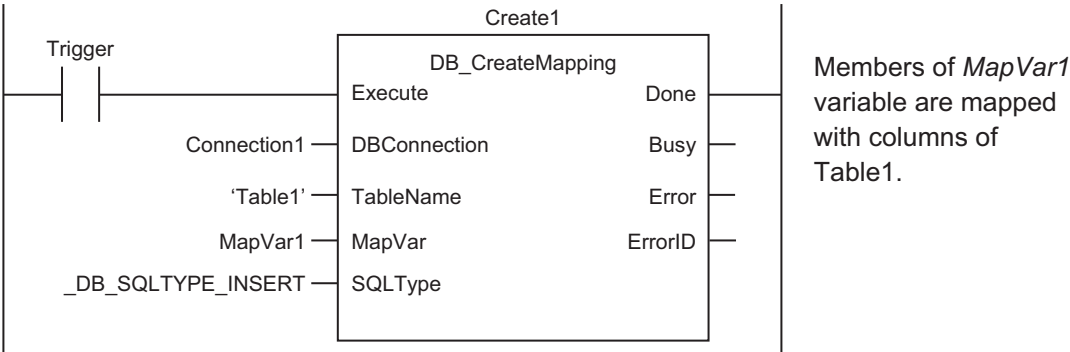 Create1
Trigger
DB_CreateMapping
Execute Done
Connection1 DBConnection Busy
‘Table1’ TableName Error
MapVar1 MapVar ErrorID
_DB_SQLTYPE_INSERT SQLType
Members of MapVar1
variable are mapped
with columns of
Table1.